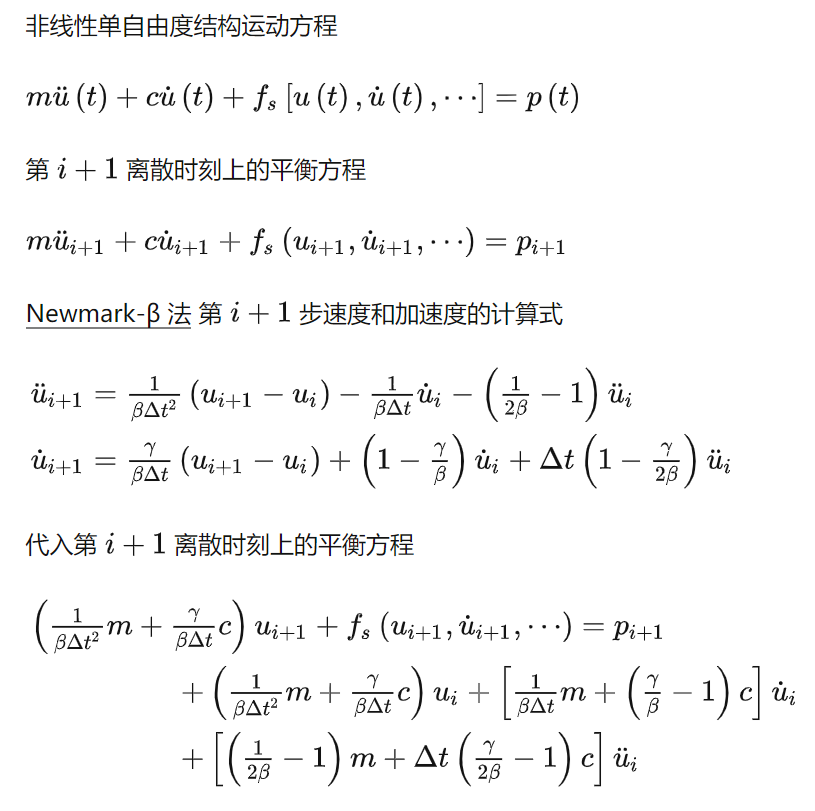 非线性单自由度结构运动方程
$m\ddot{u}\left(t\right)+c\dot{u}\left(t\right)+f_s\left[u\left(t\right),\dot{u}\left(t\right),\cdots\right]=p\left(t\right)$
第 $i+1$ 离散时刻上的平衡方程
$m\ddot{u}_{i+1}+c\dot{u}_{i+1}+f_s\left(u_{i+1},\dot{u}_{i+1},\cdots\right)=p_{i+1}$
Newmark-β 法 第 $i+1$ 步速度和加速度的计算式
$\ddot{u}_{i+1}=\frac{1}{\beta\Delta t^2}\left(u_{i+1}-u_i\right)-\frac{1}{\beta\Delta t}\dot{u}_i-\left(\frac{1}{2\beta}-1\right)\ddot{u}_i$
$\dot{u}_{i+1}=\frac{\gamma}{\beta\Delta t}\left(u_{i+1}-u_i\right)+\left(1-\frac{\gamma}{\beta}\right)\dot{u}_i+\Delta t\left(1-\frac{\gamma}{2\beta}\right)\ddot{u}_i$
代入第 $i+1$ 离散时刻上的平衡方程
$\left(\frac{1}{\beta\Delta t^2}m+\frac{\gamma}{\beta\Delta t}c\right)u_{i+1}+f_s\left(u_{i+1},\dot{u}_{i+1},\cdots\right)=p_{i+1}$
$+\left(\frac{1}{\beta\Delta t^2}m+\frac{\gamma}{\beta\Delta t}c\right)u_i+\left[\frac{1}{\beta\Delta t}m+\left(\frac{\gamma}{\beta}-1\right)c\right]\dot{u}_i$
$+\left[\left(\frac{1}{2\beta}-1\right)m+\Delta t\left(\frac{\gamma}{2\beta}-1\right)c\right]\ddot{u}_i$